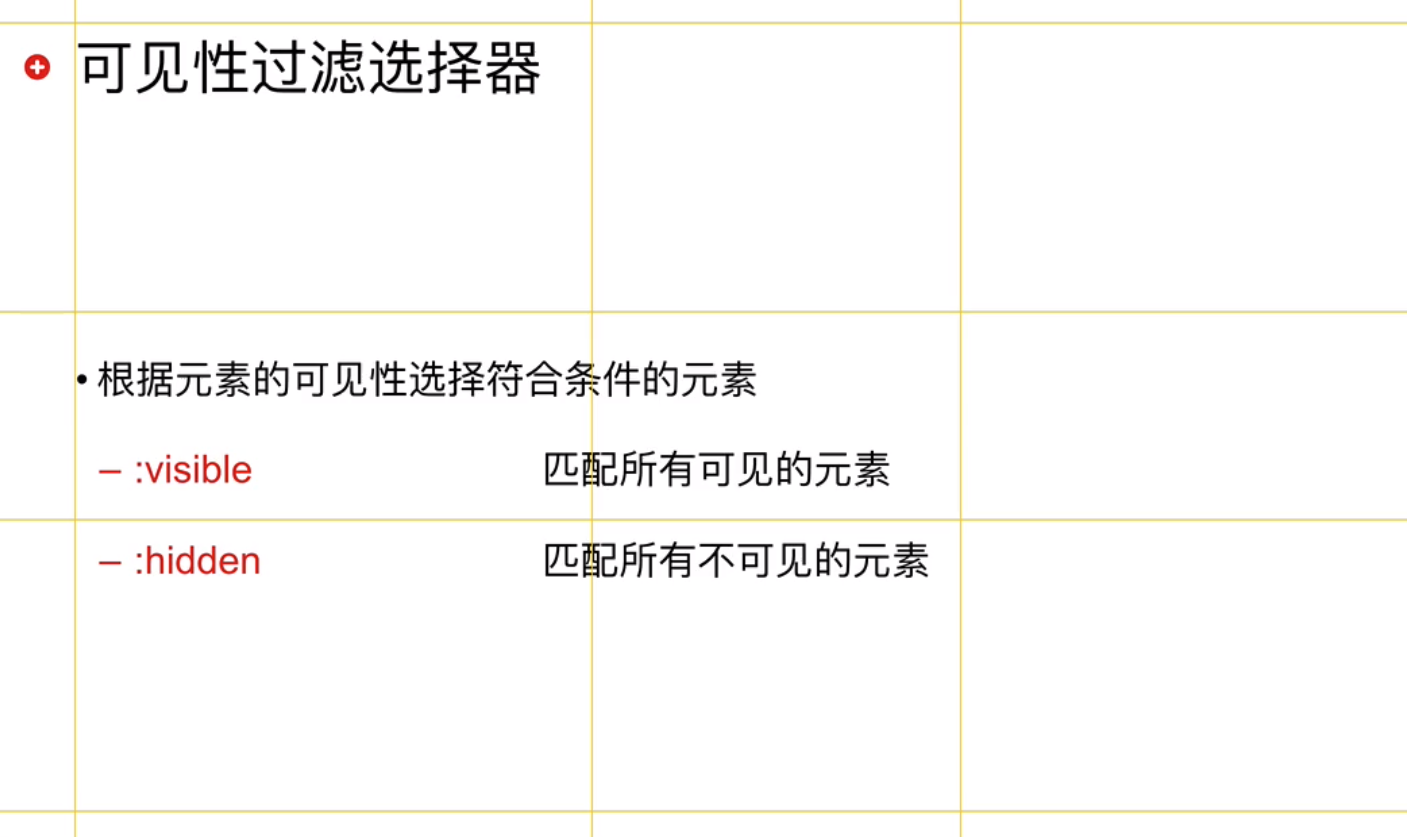 可见性过滤选择器
• 根据元素的可见性选择符合条件的元素
– :visible 匹配所有可见的元素
– :hidden 匹配所有不可见的元素